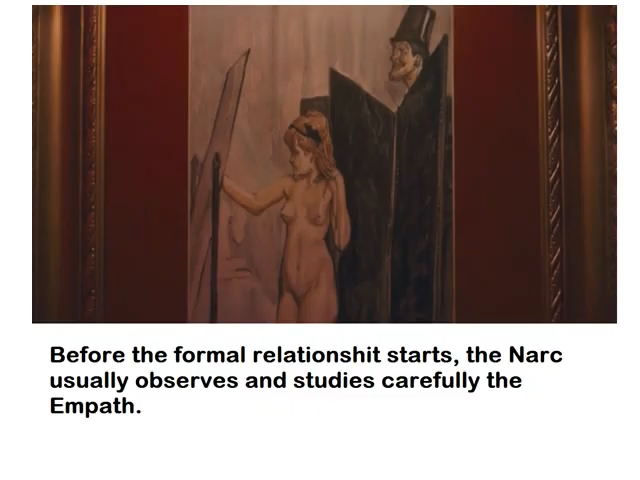 Before the formal relationshit starts, the Narc
usually observes and studies carefully the
Empath.